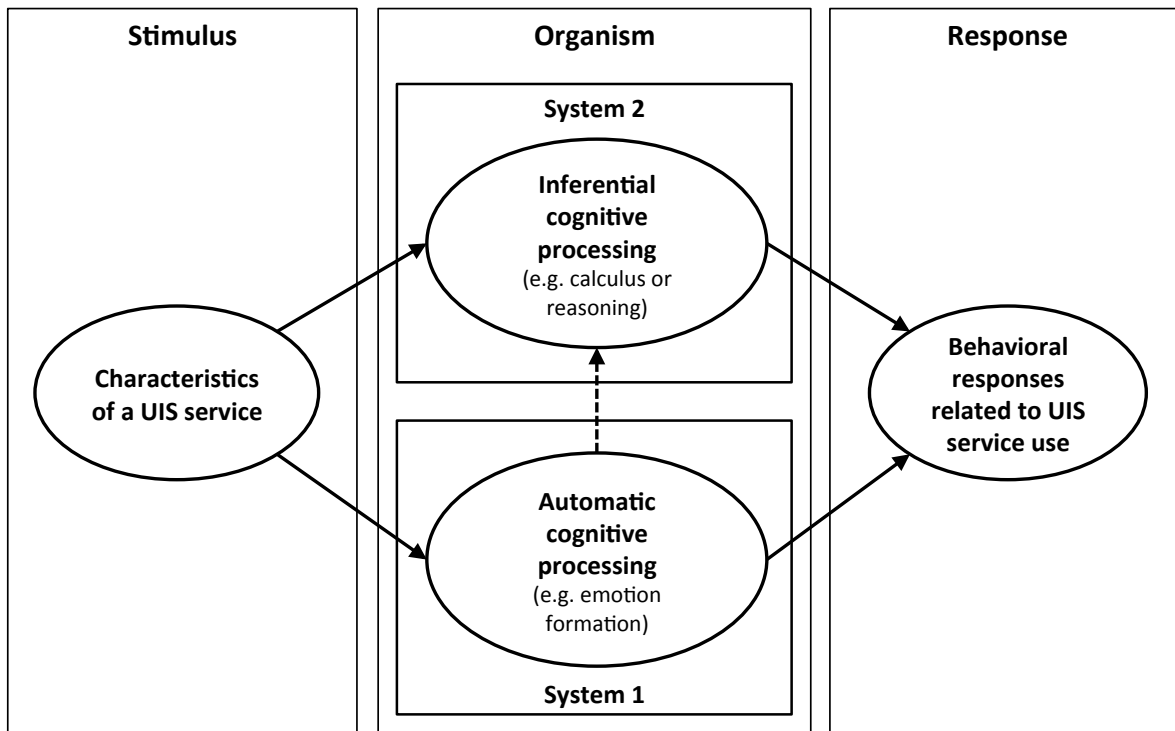 Stimulus
Organism
Response
System 2
Inferential
cognitive
processing
(e.g. calculus or
reasoning)
Characteristics
of a UIS service
Behavioral
responses
related to UIS
service use
Automatic
cognitive
processing
(e.g. emotion
formation)
System 1